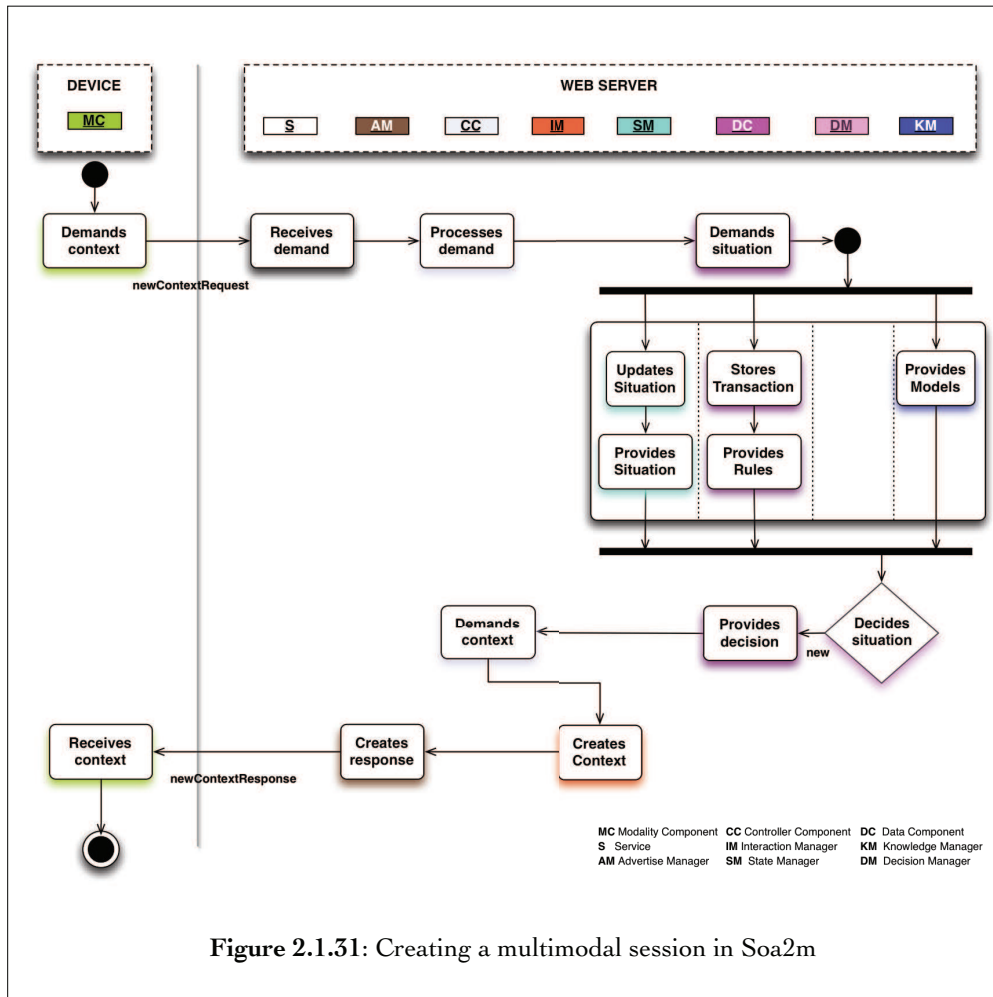 DEVICE
MC
WEB SERVER
S
AM
CC
IM
SM
DC
DM
KM
Demands
context
Receives
demand
Processes
demand
Demands
situation
newContextRequest
Updates
Situation
Stores
Transaction
Provides
Models
Provides
Situation
Provides
Rules
Decides
situation
new
Provides
decision
Demands
context
Receives
context
newContextResponse
Creates
response
Creates
Context
MC Modality Component CC Controller Component DC Data Component
S Service IM Interaction Manager KM Knowledge Manager
AM Advertise Manager SM State Manager DM Decision Manager
Figure 2.1.31: Creating a multimodal session in Soa2m